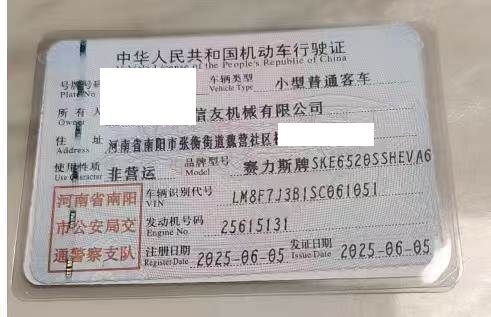 中华人民共和国机动车行驶证
of the People's Republic of China
号牌号码 车辆类型 小型普通客车
Plate No Vehicle Type
所有人 信友机械有限公司
Owner
住址 河南省南阳市张衡街道魏营社区
使用性质 非营运 品牌型号 赛力斯牌SKE6520SSHEVA6
Use Character Model
河南省南阳 车辆识别代号 LM8F7J3B1SC061051
VIN
市公安局交 发动机号码 25615131
Engine No.
通警察支队 注册日期 2025-06-05 发证日期 2025-06-05
Register Date Issue Date